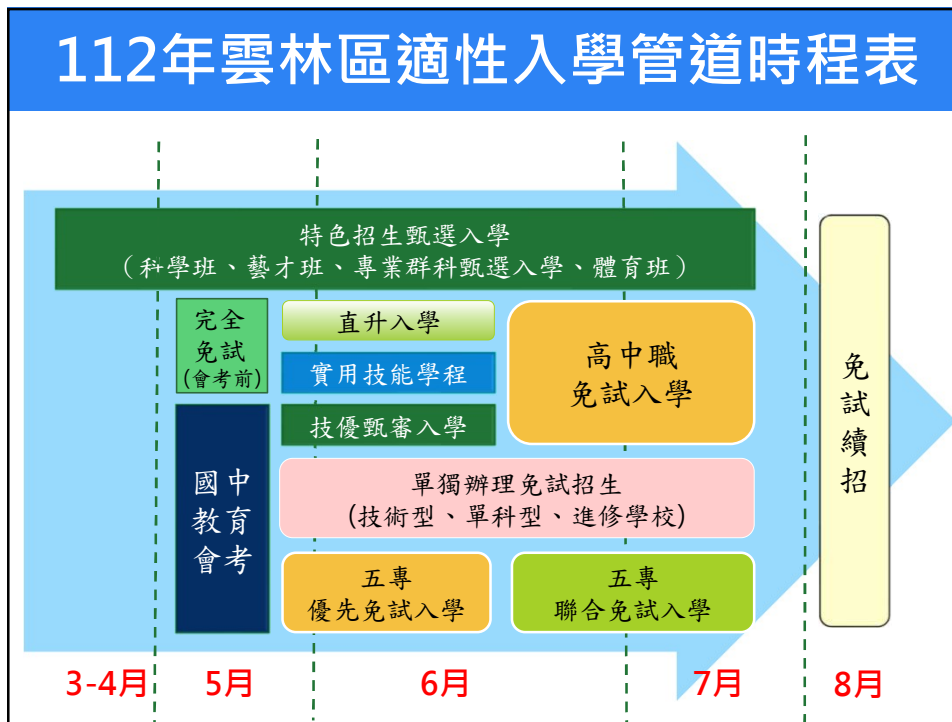 112年雲林區適性入學管道時程表
特色招生甄選入學
（科學班、藝才班、專業群科甄選入學、體育班）
完全
免試
(會考前)
直升入學
實用技能學程
技優甄審入學
高中職
免試入學
國中
教育
會考
單獨辦理免試招生
(技術型、單科型、進修學校)
五專
優先免試入學
五專
聯合免試入學
免試續招
3-4月
5月
6月
7月
8月